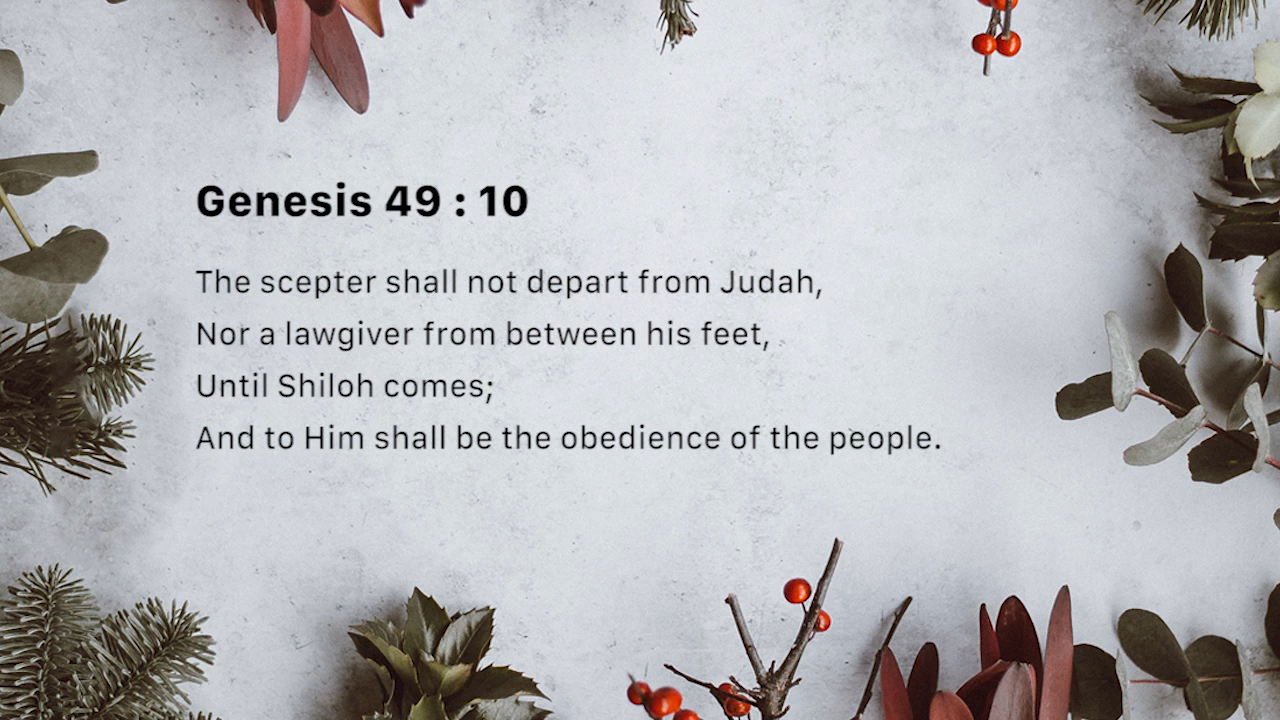 Genesis 49 : 10
The scepter shall not depart from Judah,
Nor a lawgiver from between his feet,
Until Shiloh comes;
And to Him shall be the obedience of the people.